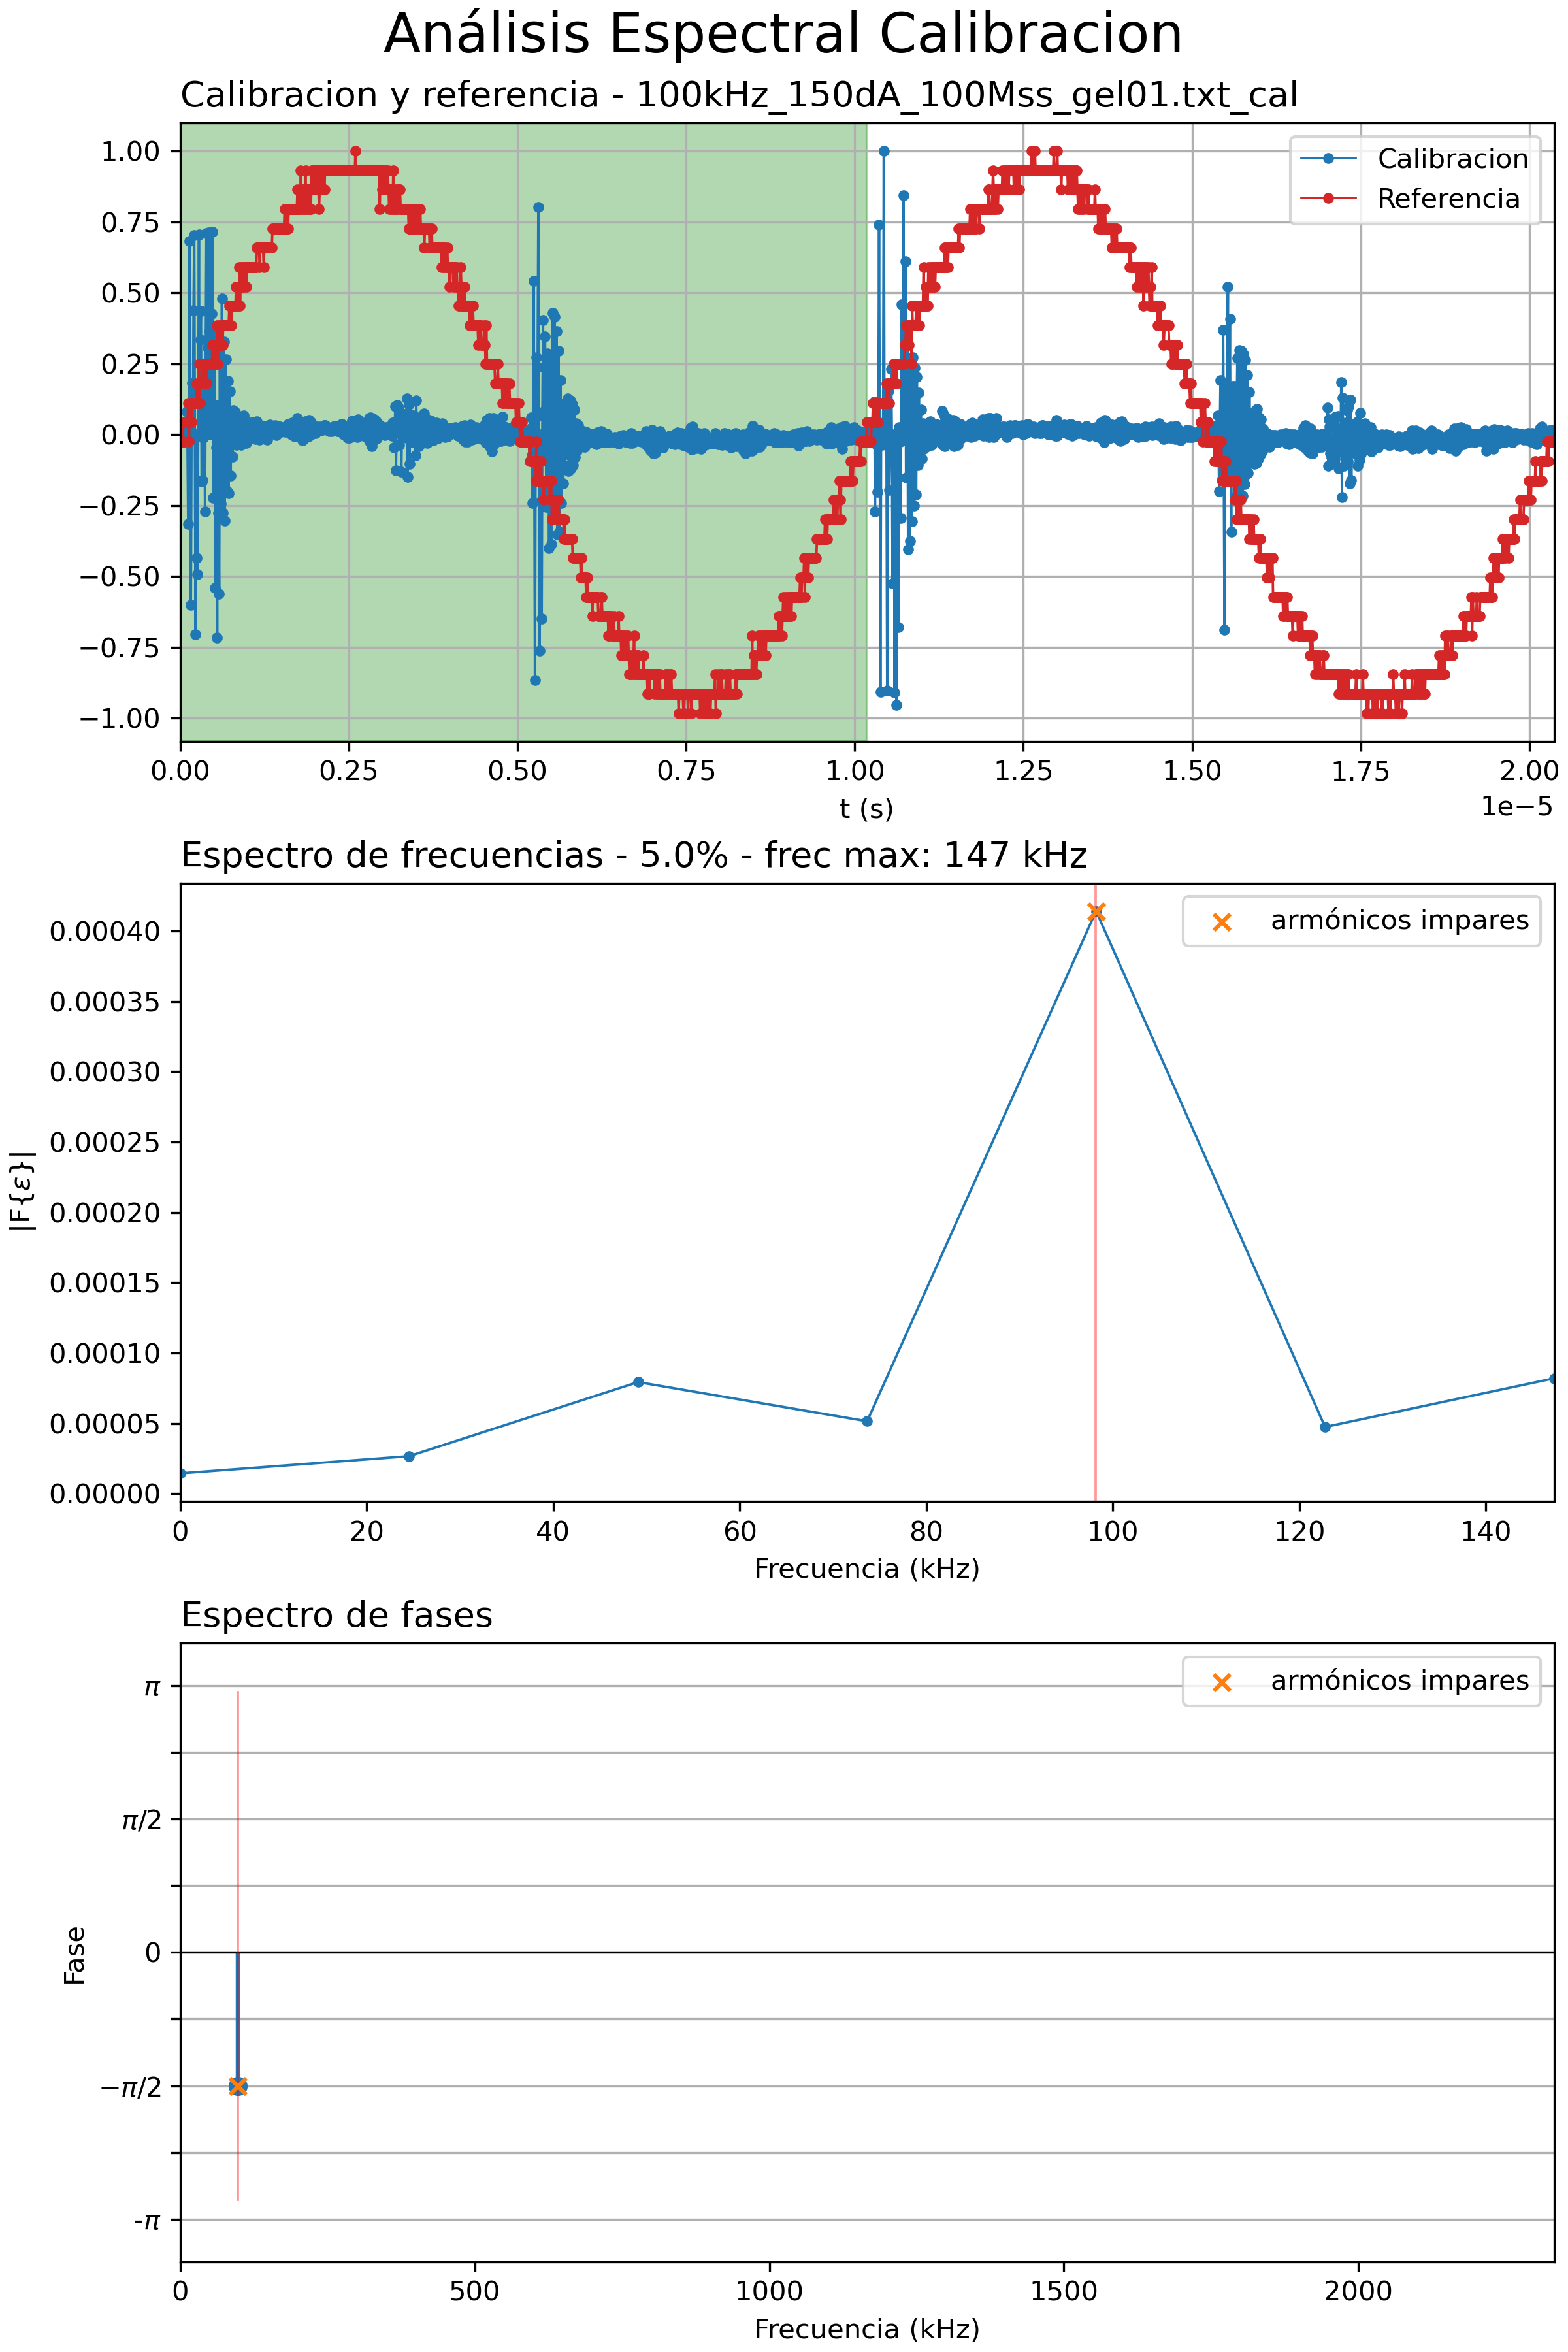 Análisis Espectral Calibracion
Calibracion y referencia - 100kHz_150dA_100Mss_gel01.txt_cal
1.00
0.75
0.50
0.25
0.00
−0.25
−0.50
−0.75
−1.00
Calibracion
Referencia
0.00 0.25 0.50 0.75 1.00 1.25 1.50 1.75 2.00
1e−5
t (s)
Espectro de frecuencias - 5.0% - frec max: 147 kHz
0.00040
0.00035
0.00030
0.00025
0.00020
0.00015
0.00010
0.00005
0.00000
|F{ε}|
armónicos impares
0 20 40 60 80 100 120 140
Frecuencia (kHz)
Espectro de fases
π
π/2
0
−π/2
-π
Fase
armónicos impares
0 500 1000 1500 2000
Frecuencia (kHz)